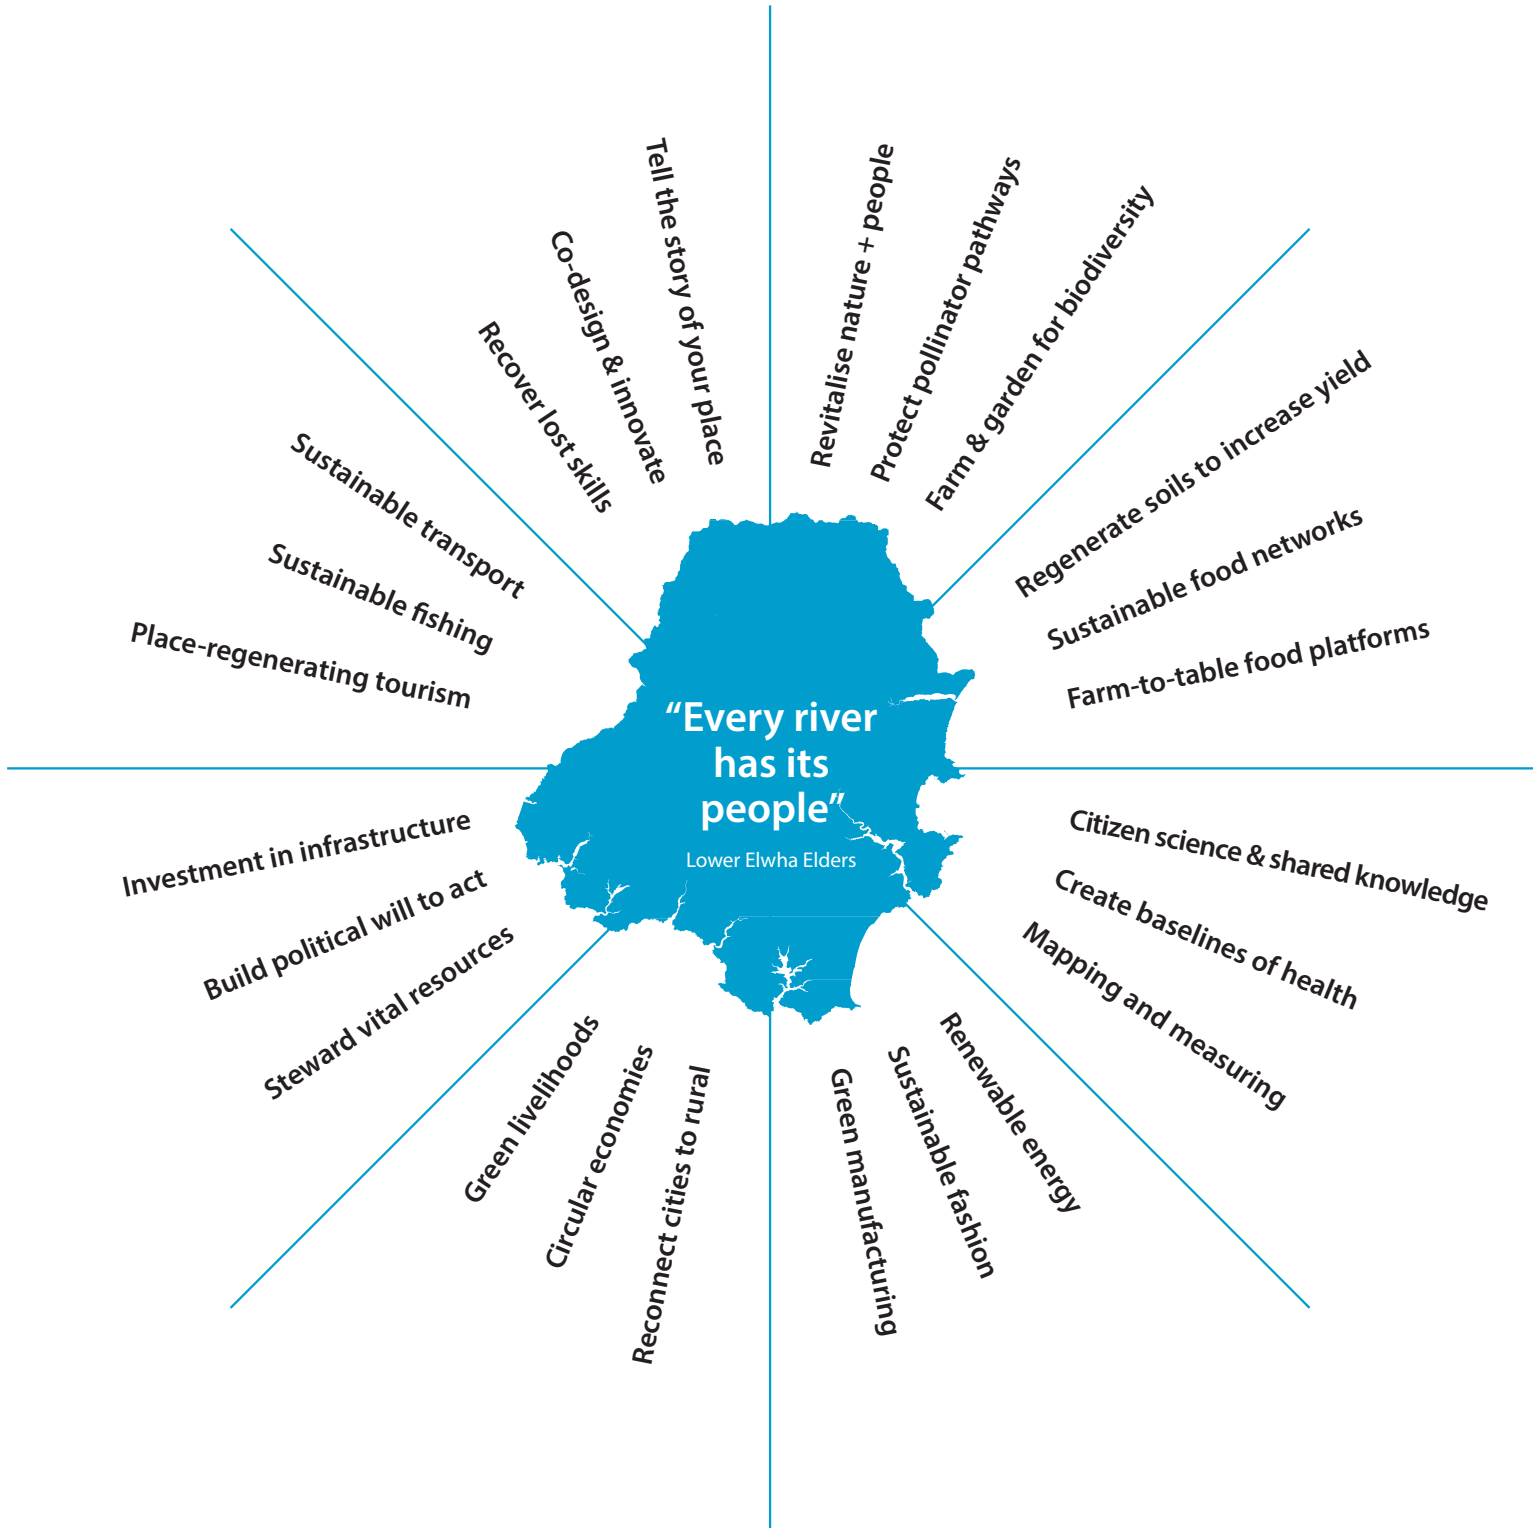 Tell the story of your place
Co-design & innovate
Recover lost skills
Revitalise nature + people
Protect pollinator pathways
Farm & garden for biodiversity
Regenerate soils to increase yield
Sustainable food networks
Farm-to-table food platforms
Sustainable transport
Sustainable fishing
Place-regenerating tourism
“Every river
has its
people”
Lower Elwha Elders
Citizen science & shared knowledge
Create baselines of health
Mapping and measuring
Renewable energy
Sustainable fashion
Green manufacturing
Reconnect cities to rural
Circular economies
Green livelihoods
Steward vital resources
Build political will to act
Investment in infrastructure